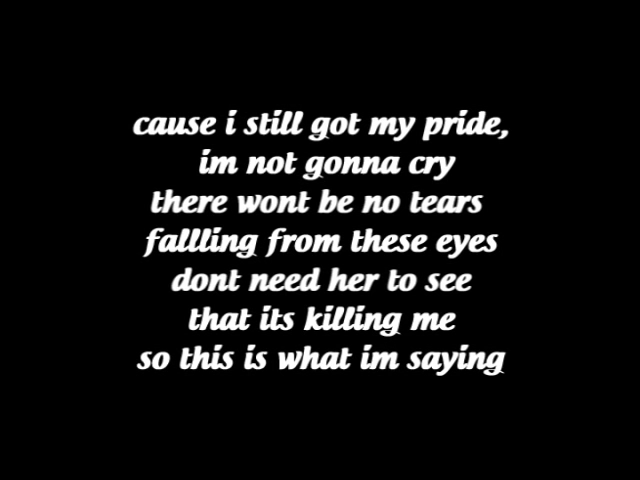 cause i still got my pride,
im not gonna cry
there wont be no tears
fallling from these eyes
dont need her to see
that its killing me
so this is what im saying